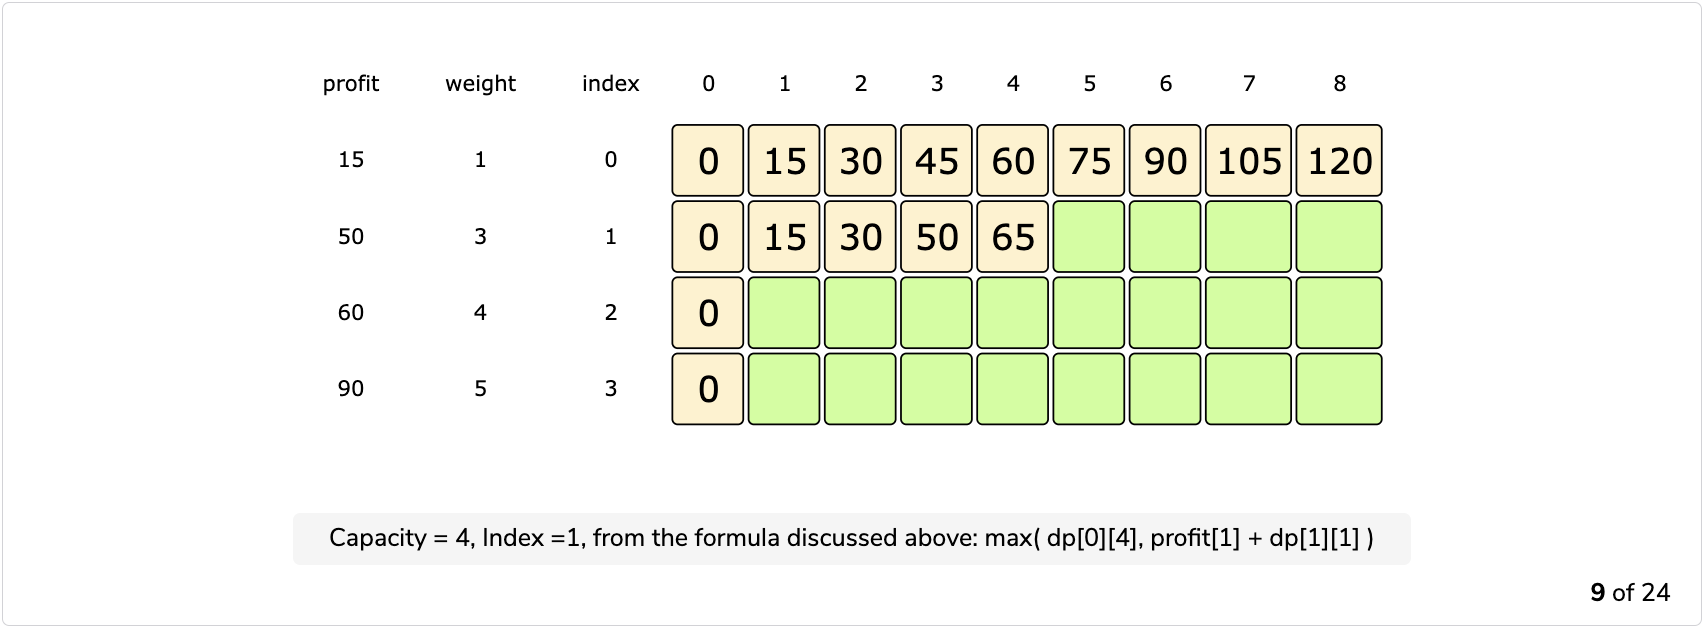 profit weight index 0 1 2 3 4 5 6 7 8
15 1 0 0 15 30 45 60 75 90 105 120
50 3 1 0 15 30 50 65
60 4 2 0
90 5 3 0
Capacity = 4, Index =1, from the formula discussed above: max( dp[0][4], profit[1] + dp[1][1] )
9 of 24